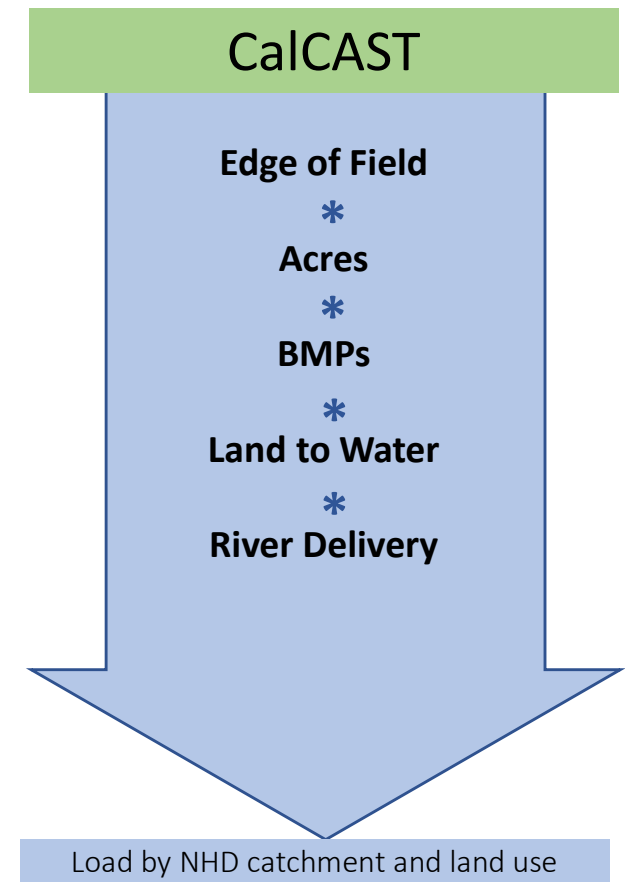 CalCAST
Edge of Field
*
Acres
*
BMPs
*
Land to Water
*
River Delivery
Load by NHD catchment and land use